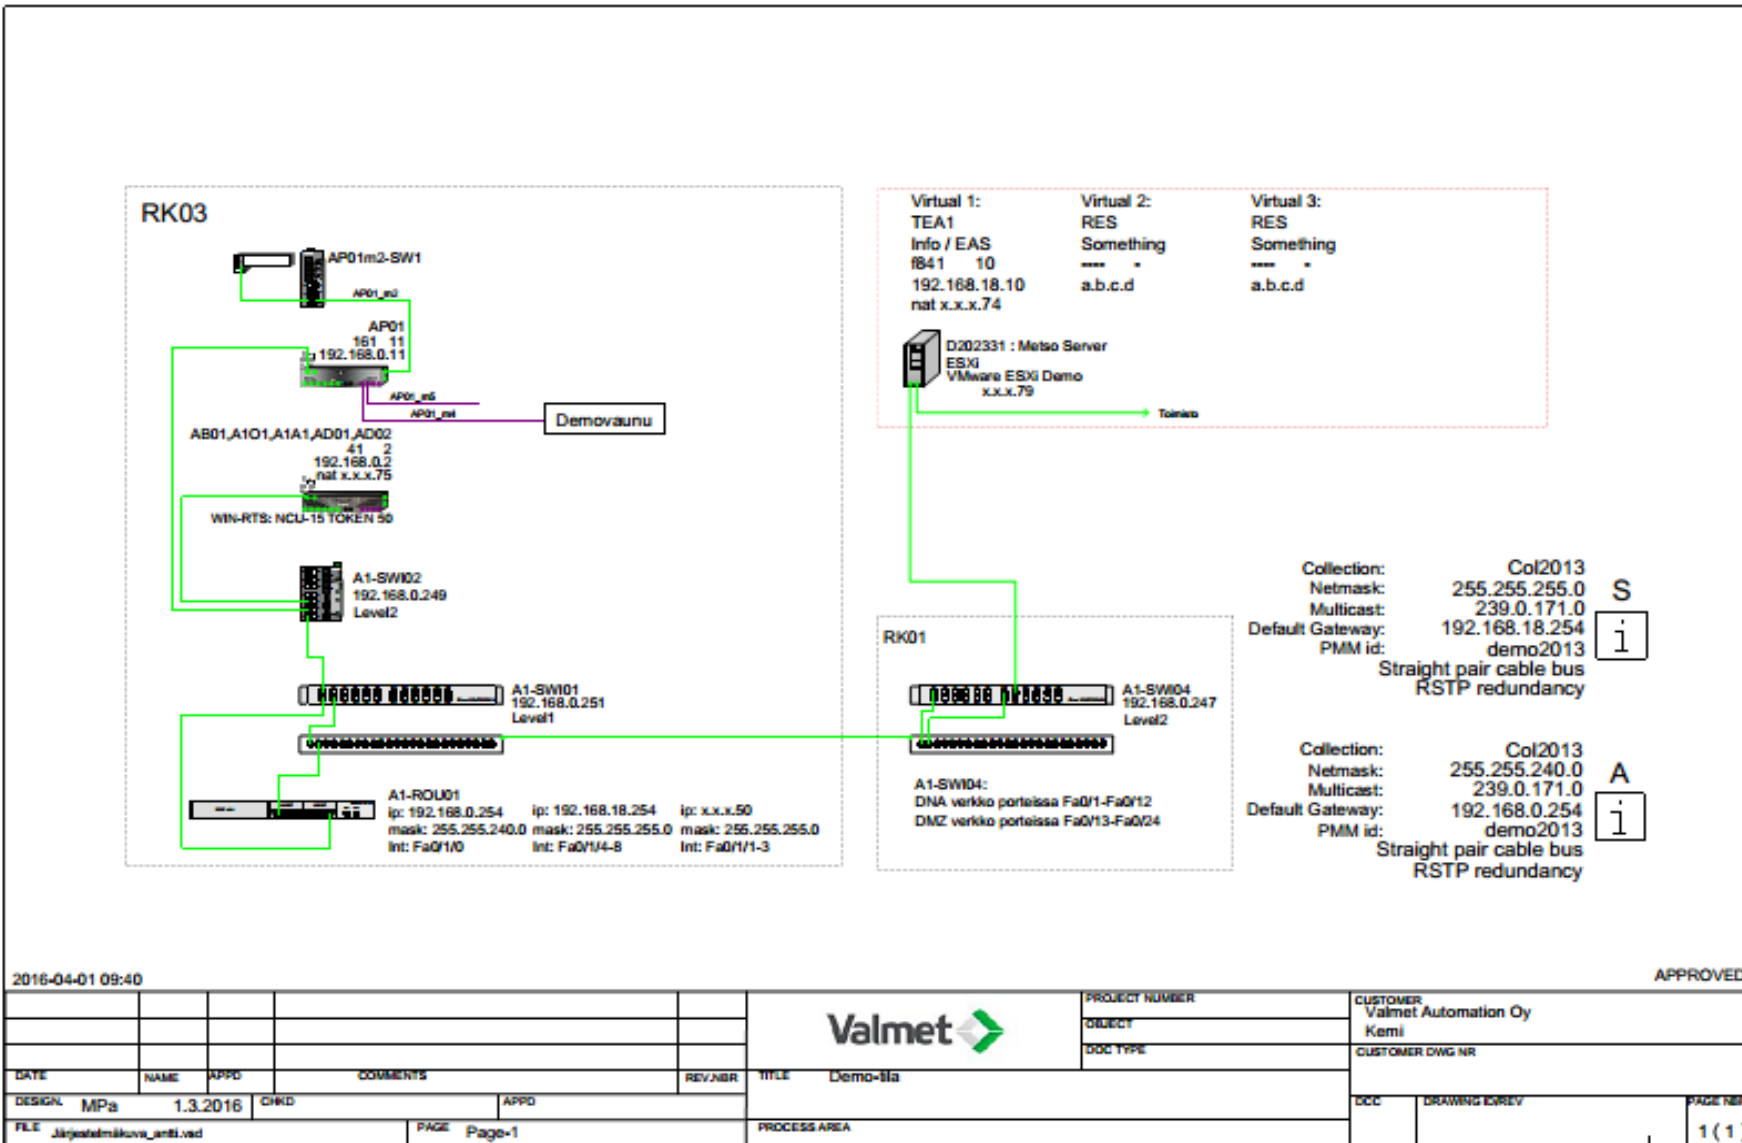 RK03
AP01m2-SW1
AP01_m2
AP01
161 11
192.168.0.11
AP01_m5
AP01_m4
Demovaunu
AB01,A1O1,A1A1,AD01,AD02
41 2
192.168.0.2
nat x.x.x.75
WIN-RTS: NCU-15 TOKEN 50
A1-SWI02
192.168.0.249
Level2
A1-SWI01
192.168.0.251
Level1
A1-ROU01
ip: 192.168.0.254 ip: 192.168.18.254 ip: x.x.x.50
mask: 255.255.240.0 mask: 255.255.255.0 mask: 255.255.255.0
Int: Fa0/1/0 Int: Fa0/1/4-8 Int: Fa0/1/1-3
Virtual 1: Virtual 2: Virtual 3:
TEA1 RES RES
Info / EAS Something Something
f841 10 ---- - ---- -
192.168.18.10 a.b.c.d a.b.c.d
nat x.x.x.74
D202331 : Metso Server
ESXi
VMware ESXi Demo
x.x.x.79
Toimisto
RK01
A1-SWI04
192.168.0.247
Level2
A1-SWI04:
DNA verkko porteissa Fa0/1-Fa0/12
DMZ verkko porteissa Fa0/13-Fa0/24
Collection: Col2013
Netmask: 255.255.255.0 S
Multicast: 239.0.171.0
Default Gateway: 192.168.18.254 i
PMM id: demo2013
Straight pair cable bus
RSTP redundancy
Collection: Col2013
Netmask: 255.255.240.0 A
Multicast: 239.0.171.0
Default Gateway: 192.168.0.254 i
PMM id: demo2013
Straight pair cable bus
RSTP redundancy
2016-04-01 09:40 APPROVED
DATE NAME APPD COMMENTS REV.NBR
DESIGN. MPa 1.3.2016 CHKD APPD
FILE Järjestelmäkuva_antti.vsd PAGE Page-1
Valmet
TITLE Demo-tila
PROCESS AREA
PROJECT NUMBER
OBJECT
DOC TYPE
CUSTOMER
Valmet Automation Oy
Kemi
CUSTOMER DWG NR
DCC DRAWING ID/REV PAGE NBR
1 ( 1 )